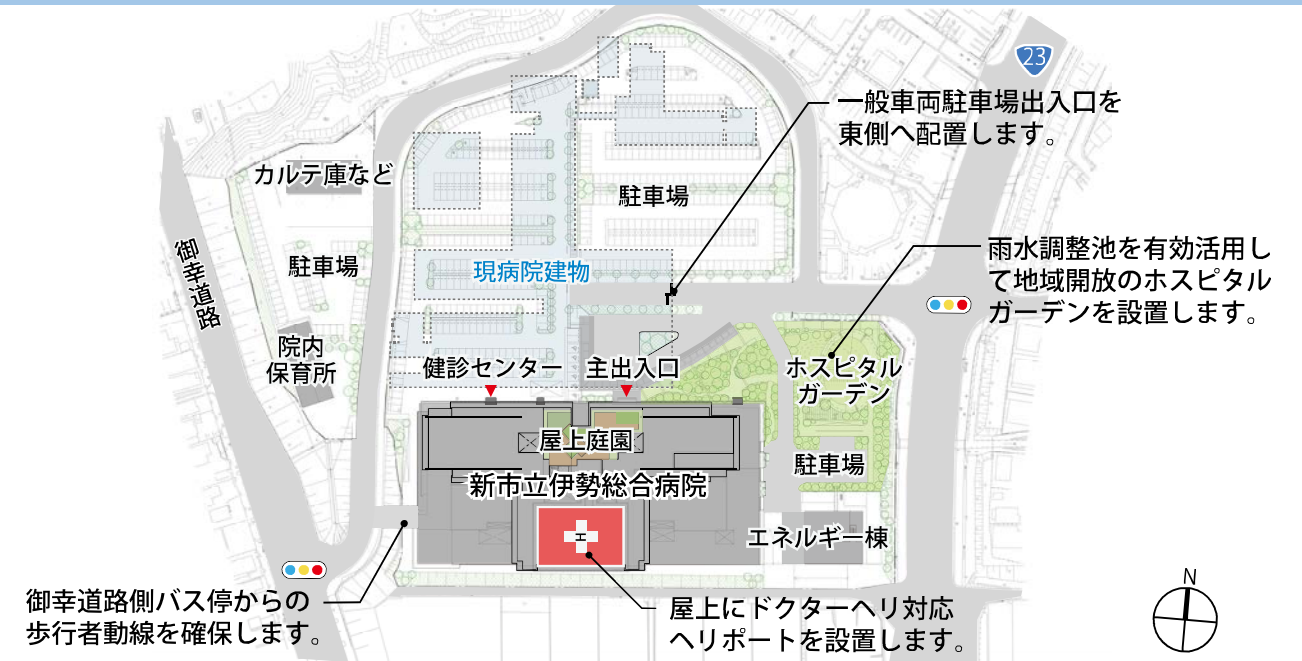 23
一般車両駐車場出入口を
東側へ配置します。
カルテ庫など
駐車場
御幸道路
駐車場
現病院建物
雨水調整池を有効活用し
て地域開放のホスピタル
ガーデンを設置します。
院内
保育所
健診センター
主出入口
ホスピタル
ガーデン
屋上庭園
駐車場
新市立伊勢総合病院
H
エネルギー棟
御幸道路側バス停からの
歩行者動線を確保します。
屋上にドクターヘリ対応
ヘリポートを設置します。
N